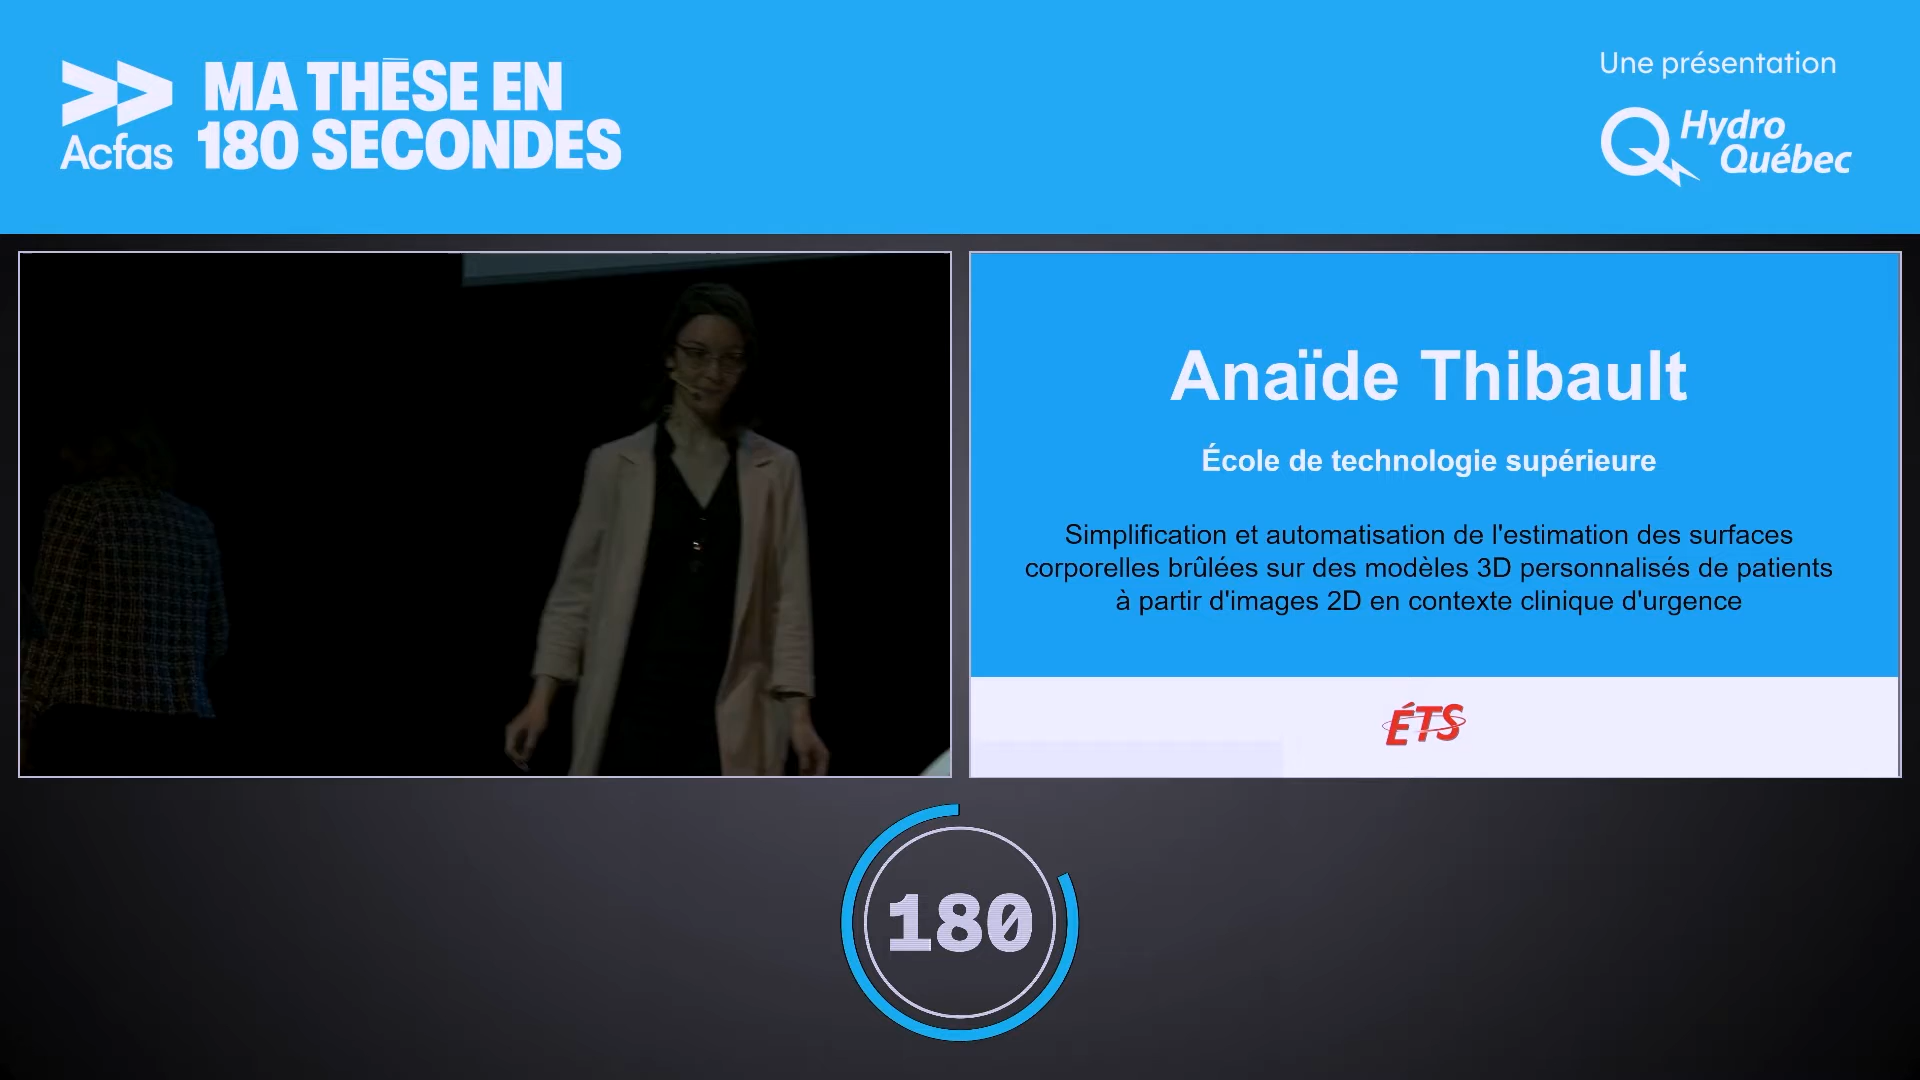 Acfas
MA THÈSE EN
180 SECONDES
Une présentation
Hydro
Québec
Anaïde Thibault
École de technologie supérieure
Simplification et automatisation de l'estimation des surfaces
corporelles brûlées sur des modèles 3D personnalisés de patients
à partir d'images 2D en contexte clinique d'urgence
ÉTS
180